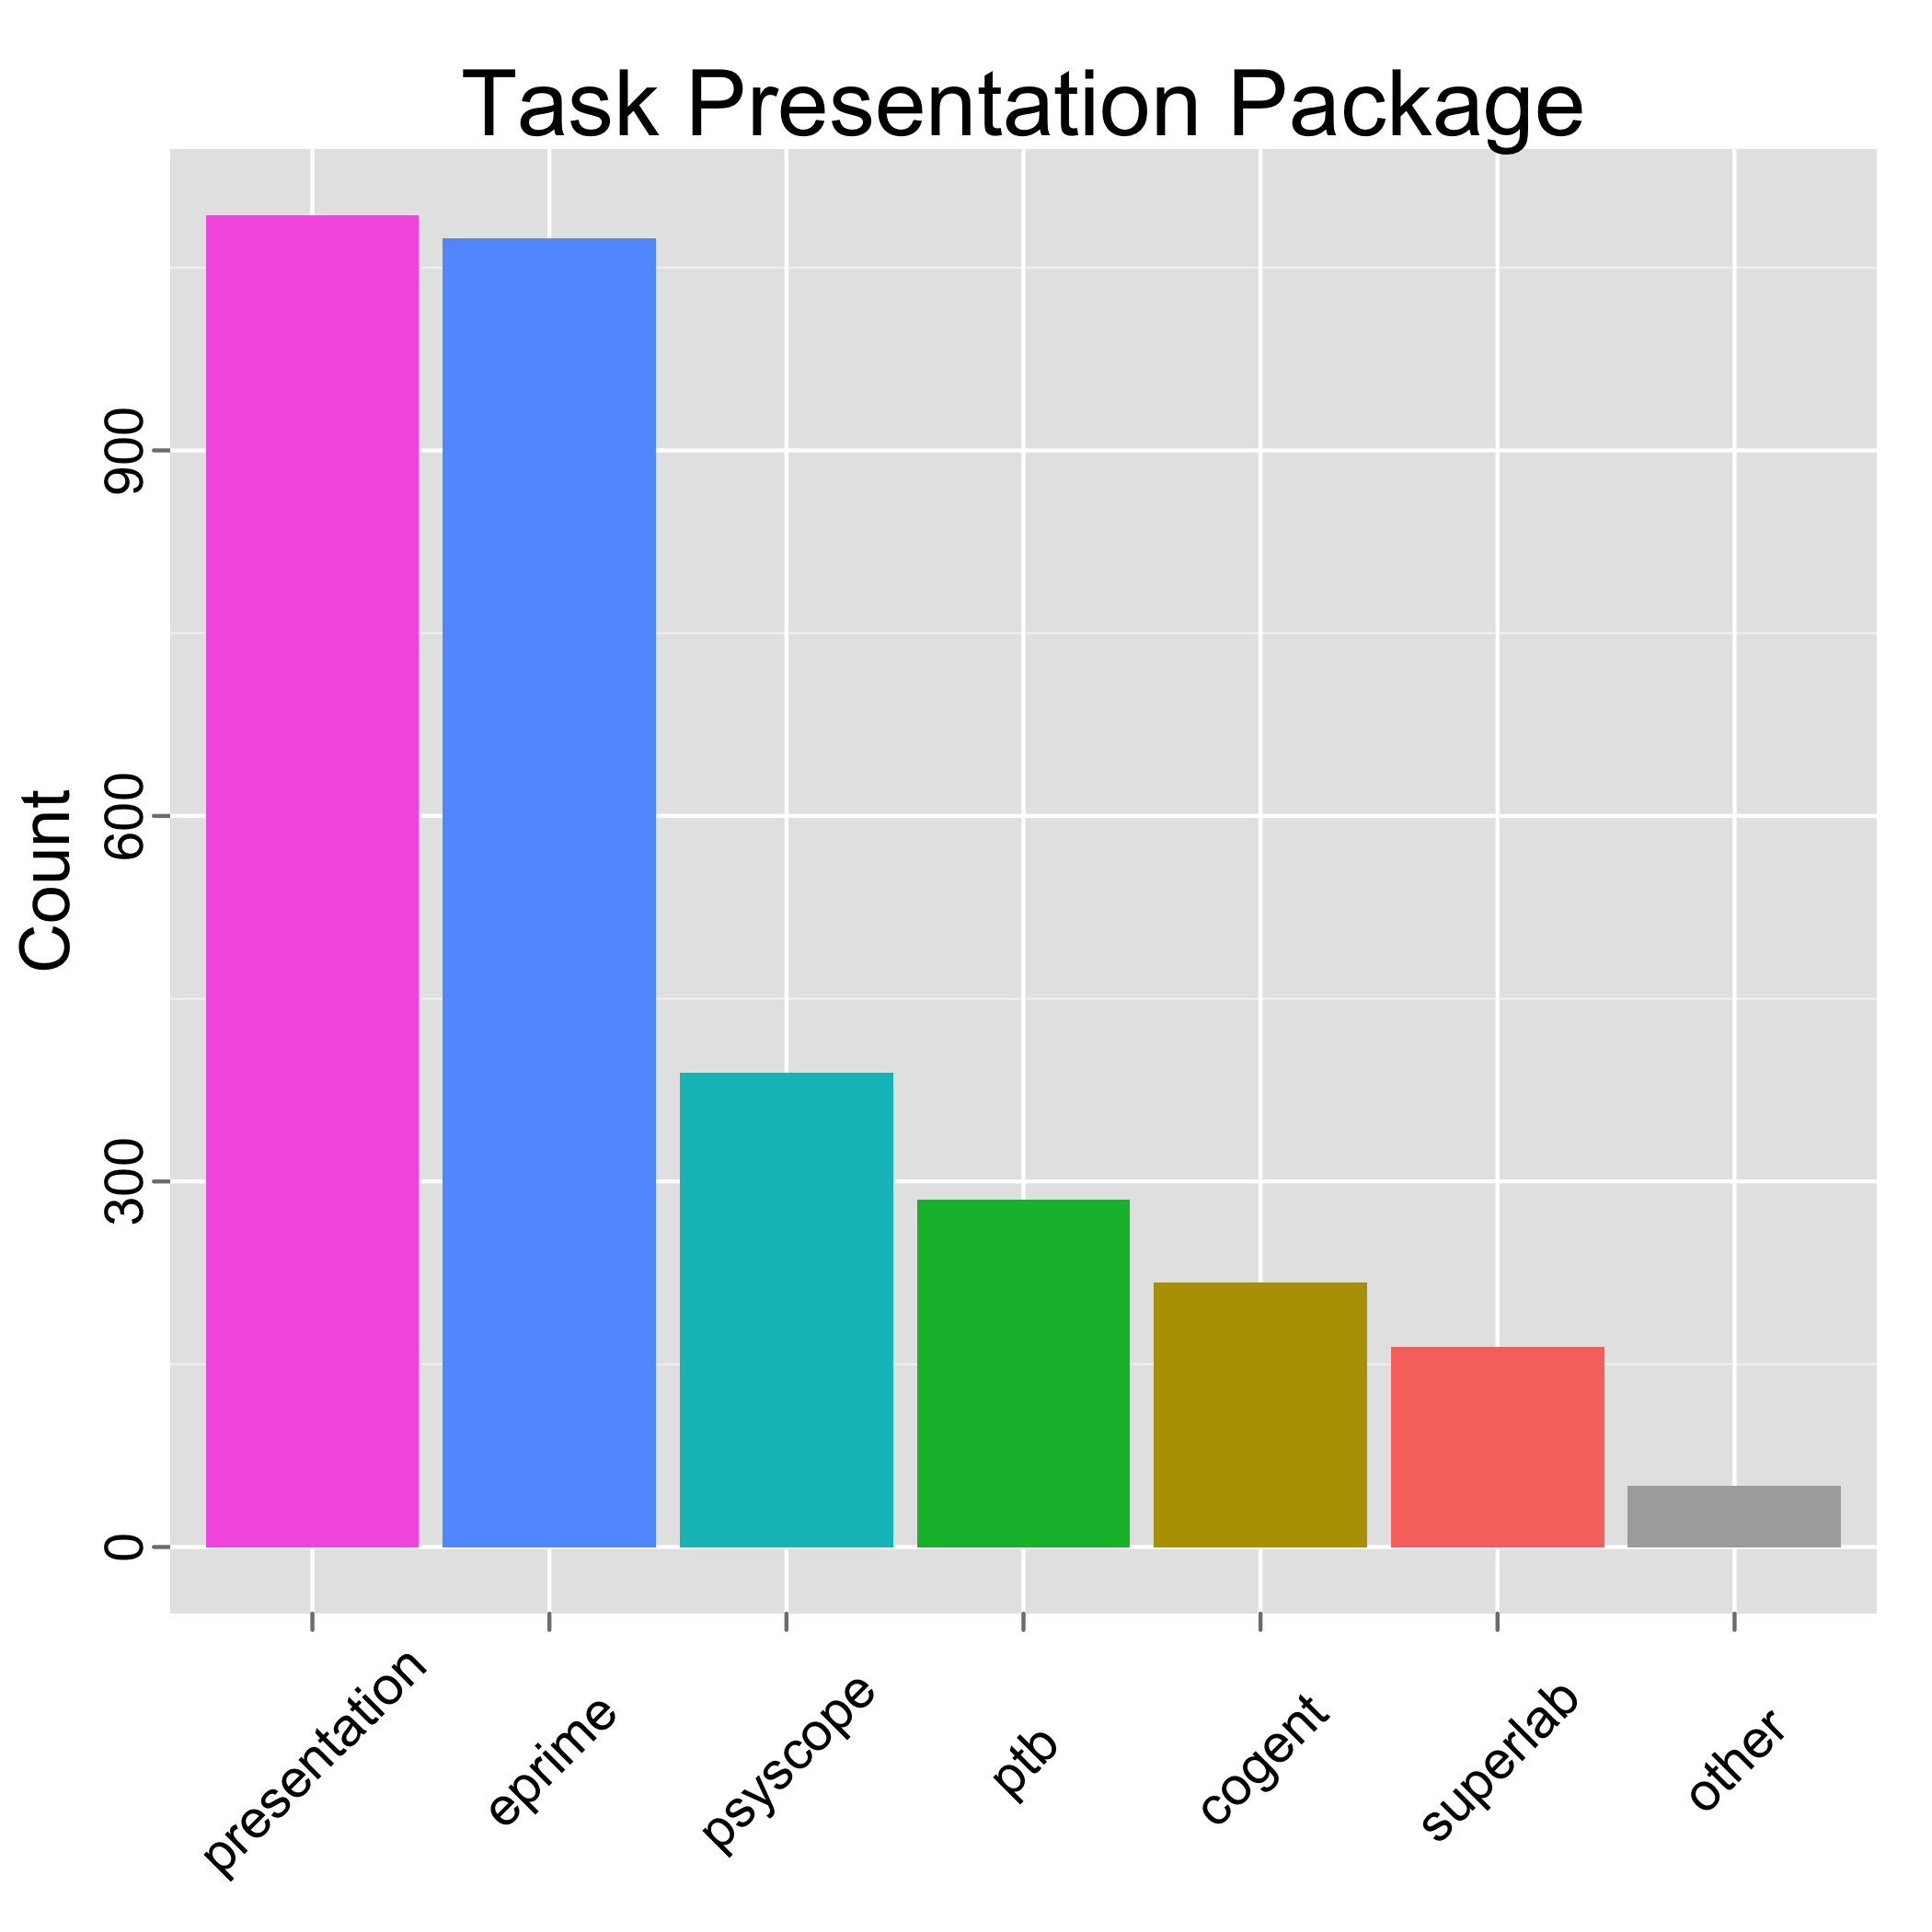 Task Presentation Package
Count
900
600
300
0
presentation
eprime
psyscope
ptb
cogent
superlab
other